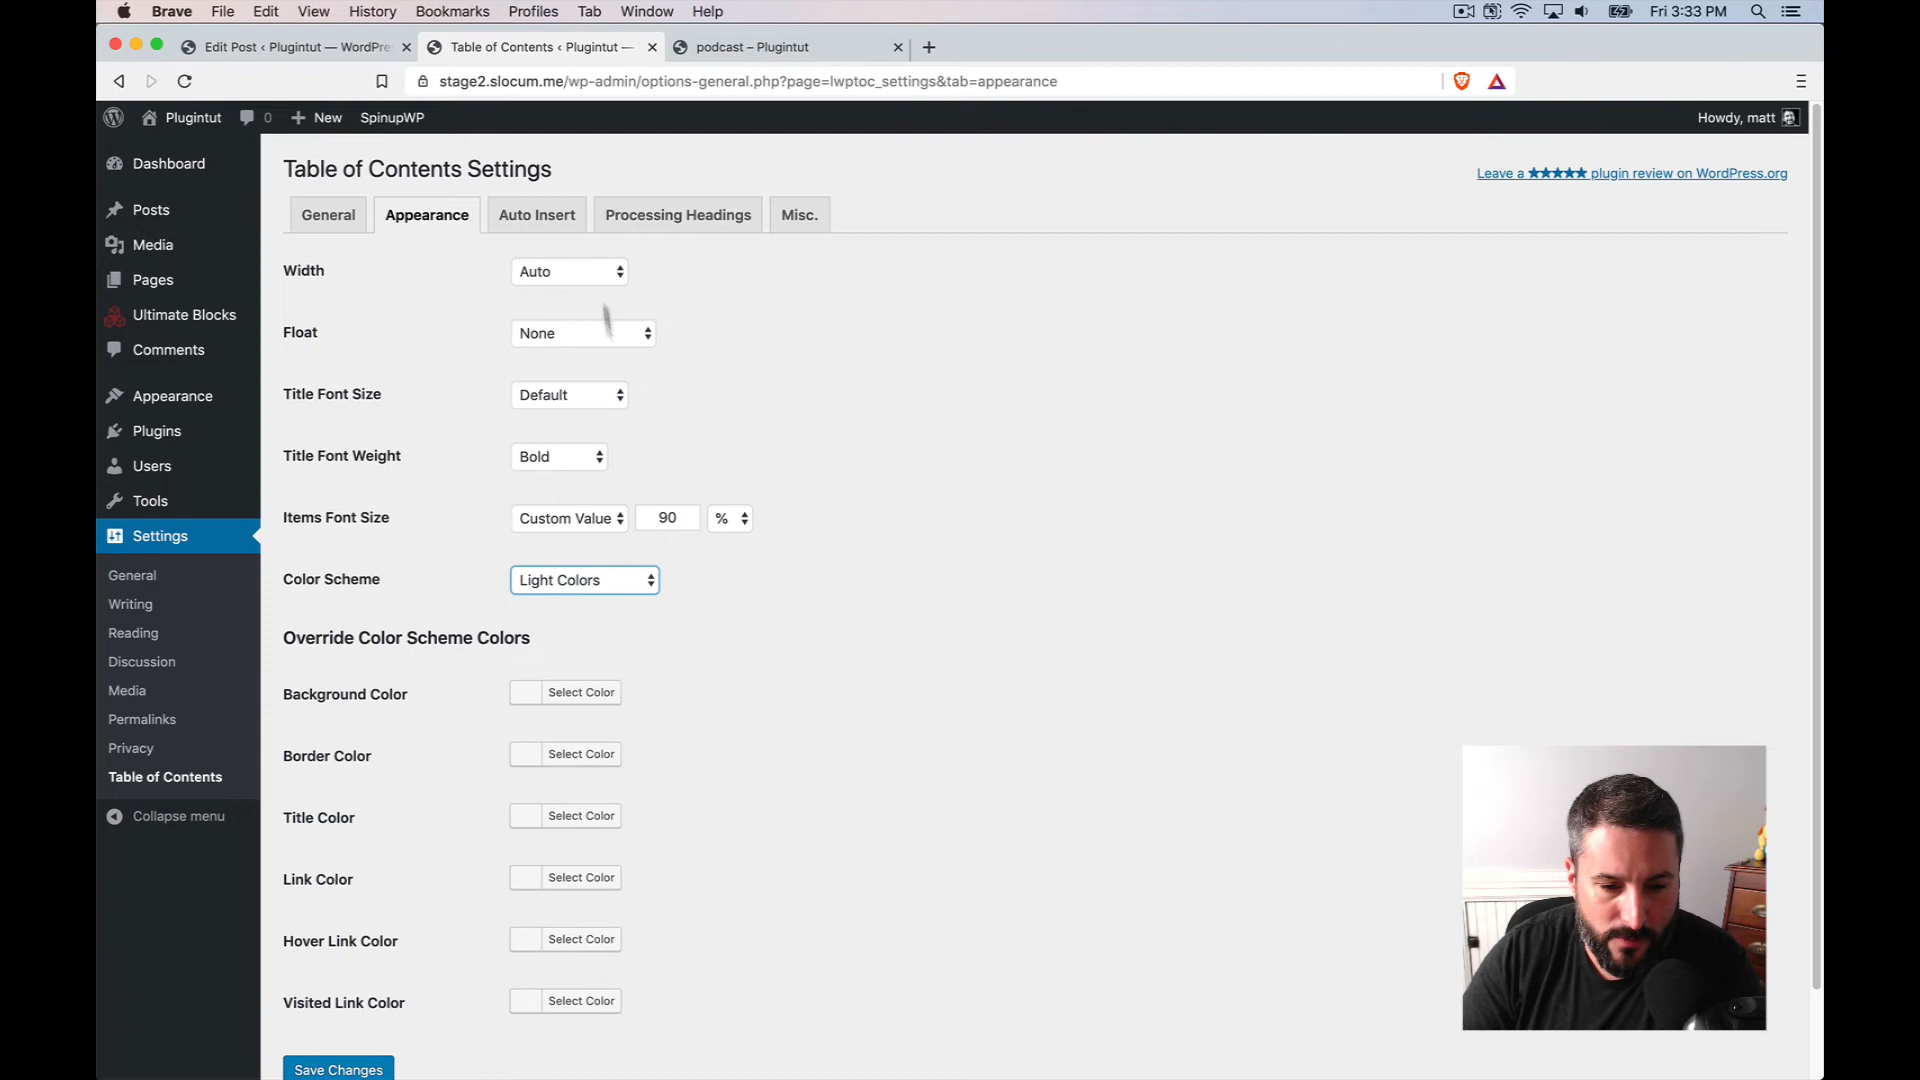 Brave File Edit View History Bookmarks Profiles Tab Window Help Fri 3:33 PM
Edit Post ‹ Plugintut — WordPre Table of Contents ‹ Plugintut — podcast – Plugintut
stage2.slocum.me/wp-admin/options-general.php?page=lwptoc_settings&tab=appearance
Plugintut 0 New SpinupWP Howdy, matt
Dashboard
Posts
Media
Pages
Ultimate Blocks
Comments
Appearance
Plugins
Users
Tools
Settings
General
Writing
Reading
Discussion
Media
Permalinks
Privacy
Table of Contents
Collapse menu
Table of Contents Settings
Leave a ★★★★★ plugin review on WordPress.org
General Appearance Auto Insert Processing Headings Misc.
Width Auto
Float None
Title Font Size Default
Title Font Weight Bold
Items Font Size Custom Value 90 %
Color Scheme Light Colors
Override Color Scheme Colors
Background Color Select Color
Border Color Select Color
Title Color Select Color
Link Color Select Color
Hover Link Color Select Color
Visited Link Color Select Color
Save Changes